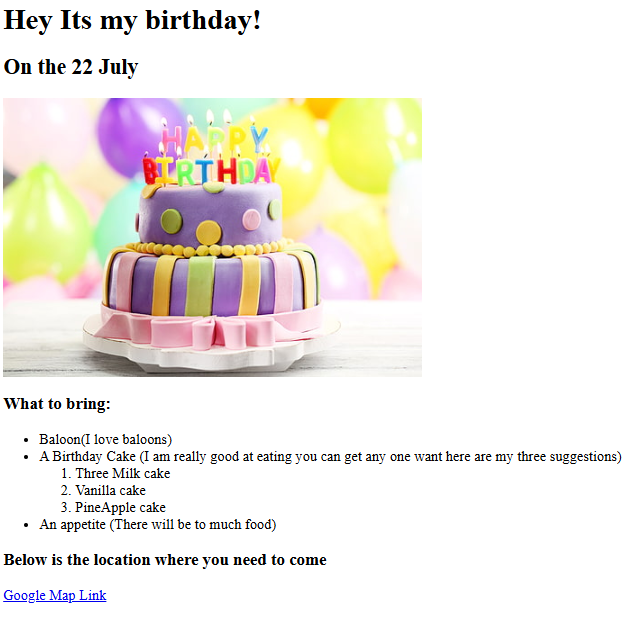 Hey Its my birthday!
On the 22 July
HAPPY
BIRTHDAY
What to bring:
Baloon(I love baloons)
A Birthday Cake (I am really good at eating you can get any one want here are my three suggestions)
1. Three Milk cake
2. Vanilla cake
3. PineApple cake
An appetite (There will be to much food)
Below is the location where you need to come
Google Map Link